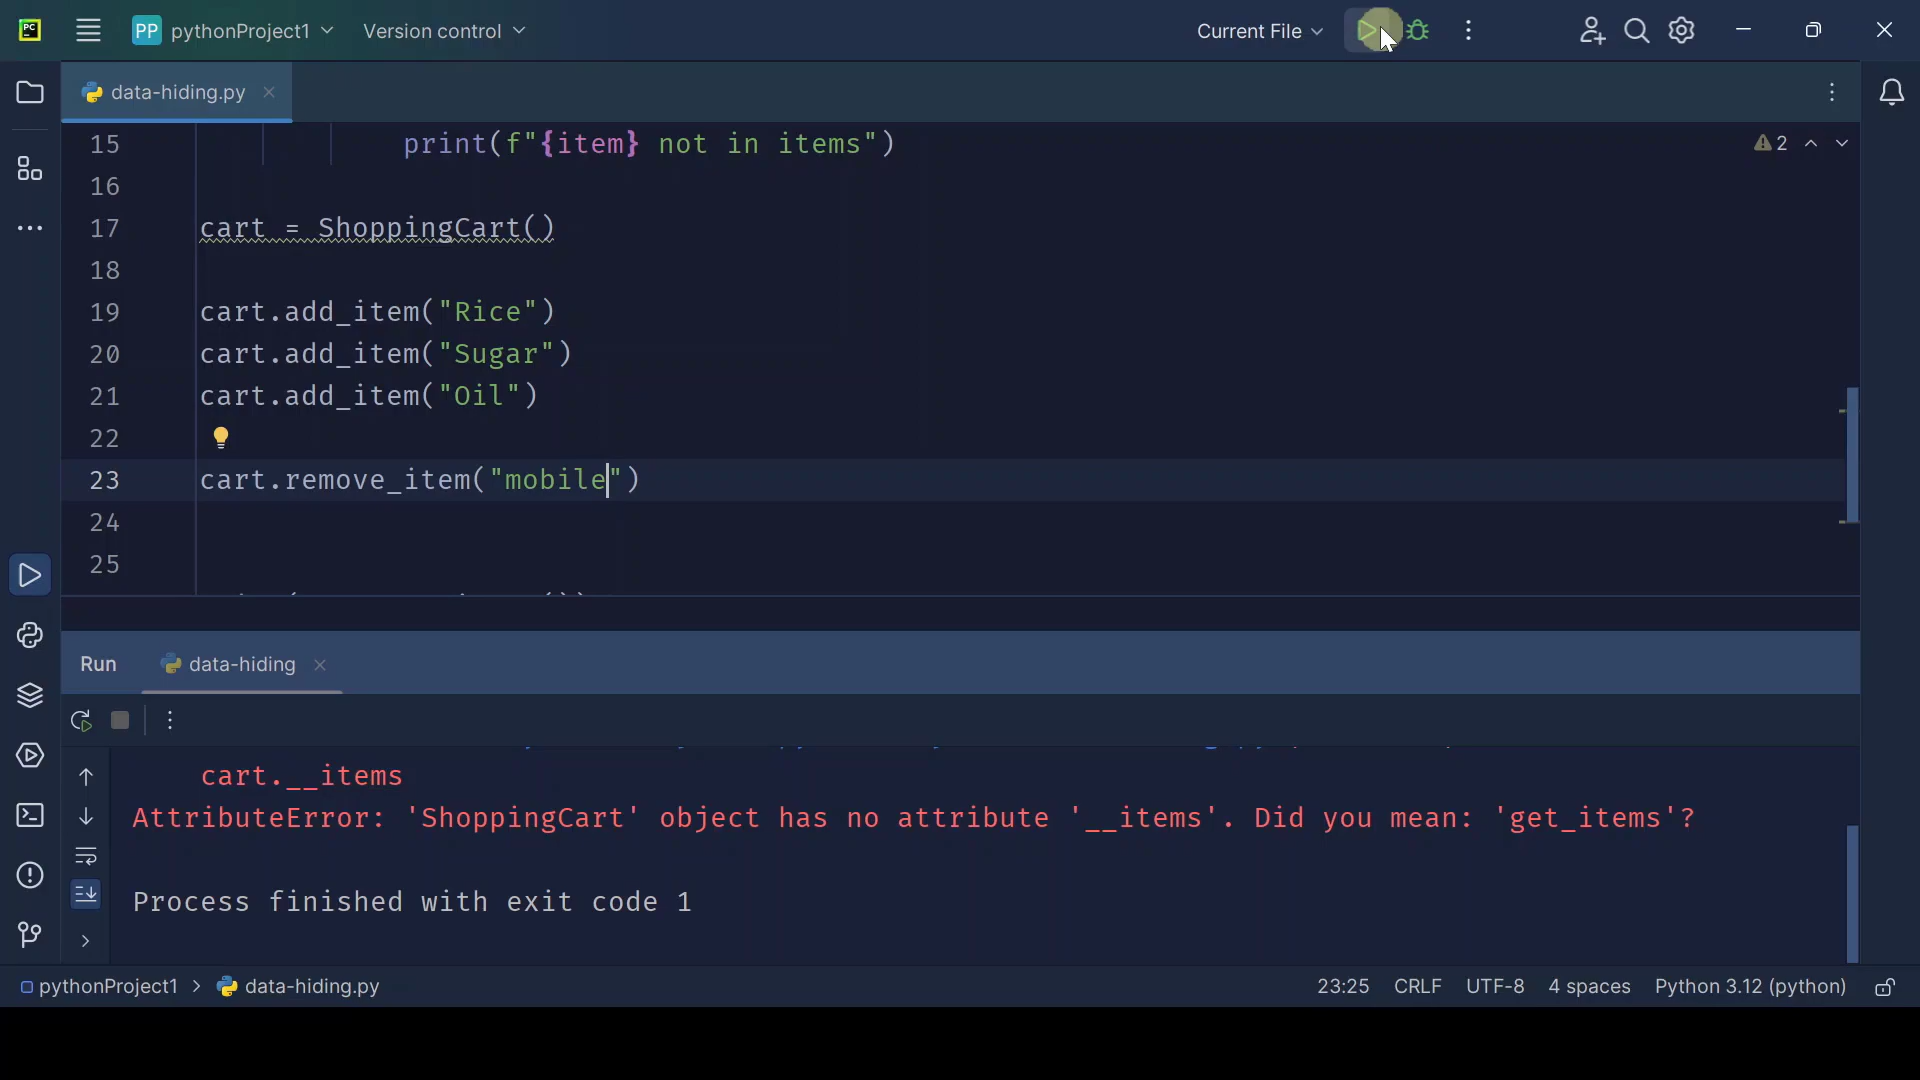 PC
PP pythonProject1 Version control Current File
data-hiding.py
15 print(f"{item} not in items") 2
16
17 cart = ShoppingCart()
18
19 cart.add_item("Rice")
20 cart.add_item("Sugar")
21 cart.add_item("Oil")
22
23 cart.remove_item("mobile")
24
25
Run data-hiding
cart.__items
AttributeError: 'ShoppingCart' object has no attribute '__items'. Did you mean: 'get_items'?
Process finished with exit code 1
pythonProject1 > data-hiding.py 23:25 CRLF UTF-8 4 spaces Python 3.12 (python)